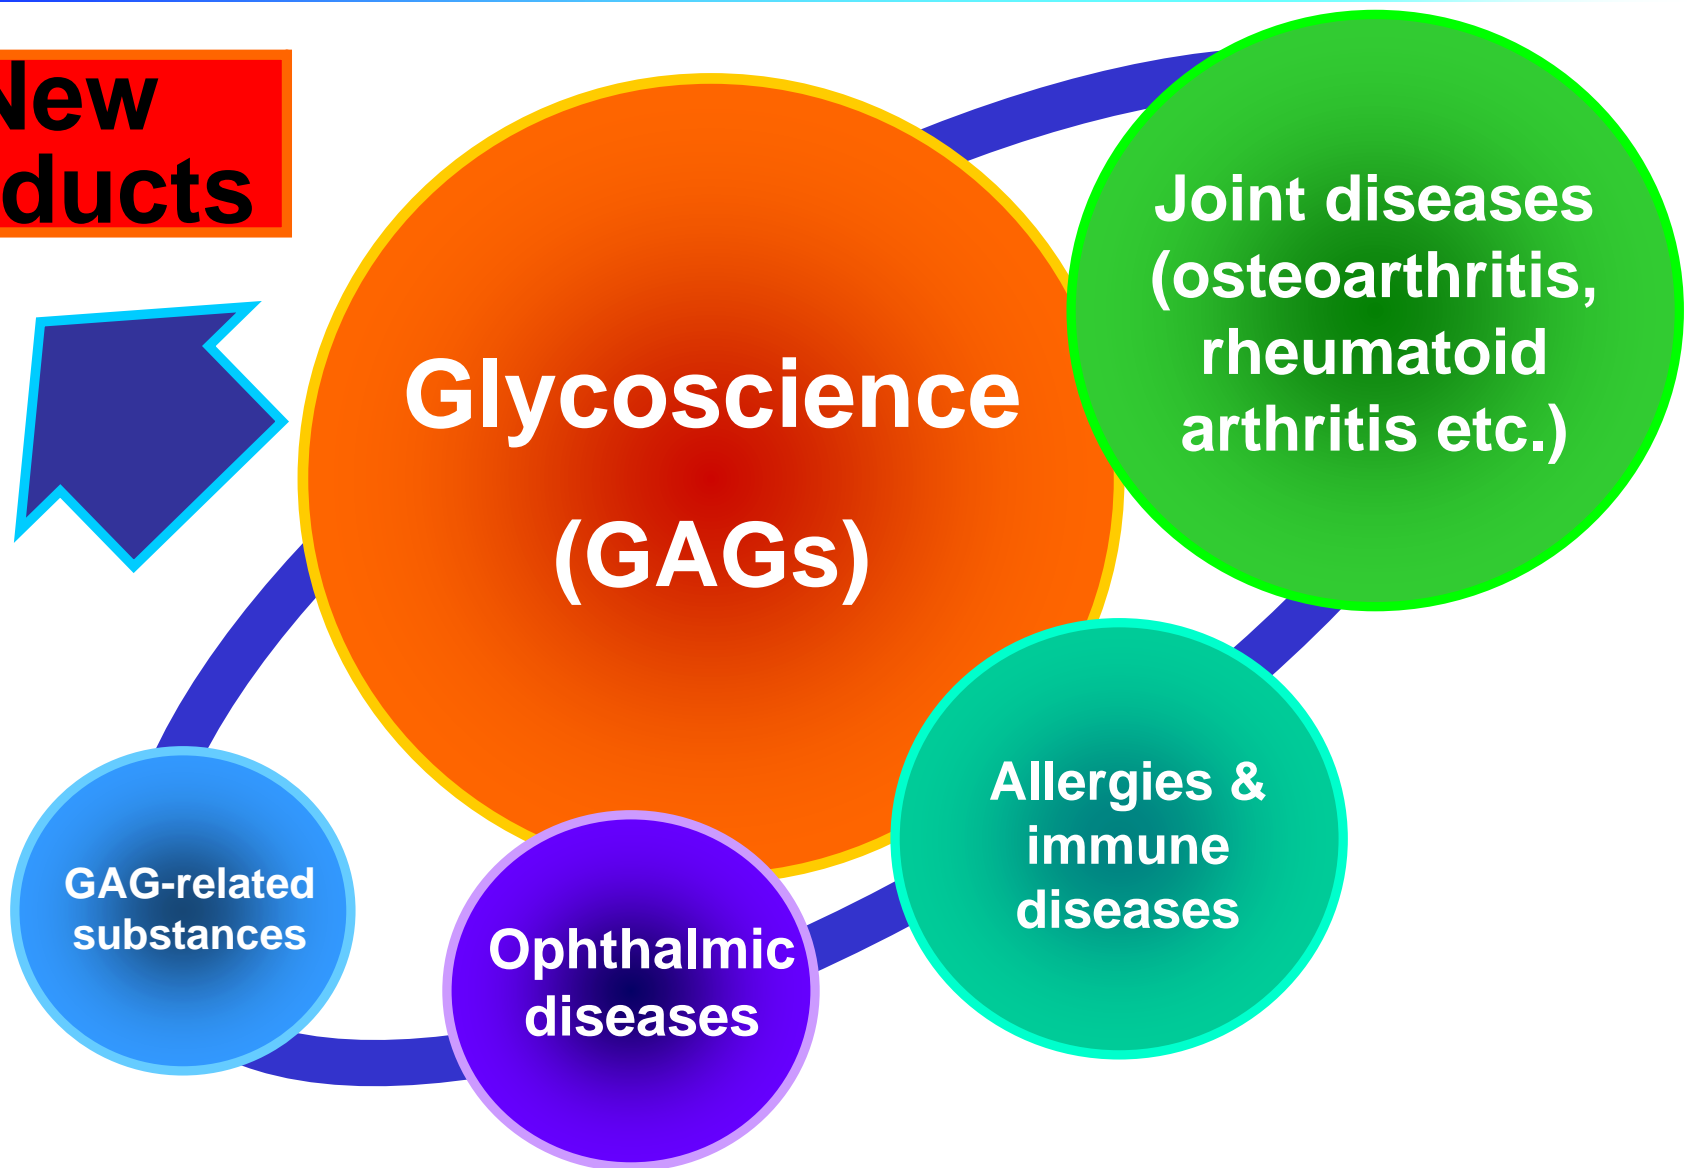 New
ducts
Glycoscience
(GAGs)
Joint diseases
(osteoarthritis,
rheumatoid
arthritis etc.)
Allergies &
immune
diseases
Ophthalmic
diseases
GAG-related
substances